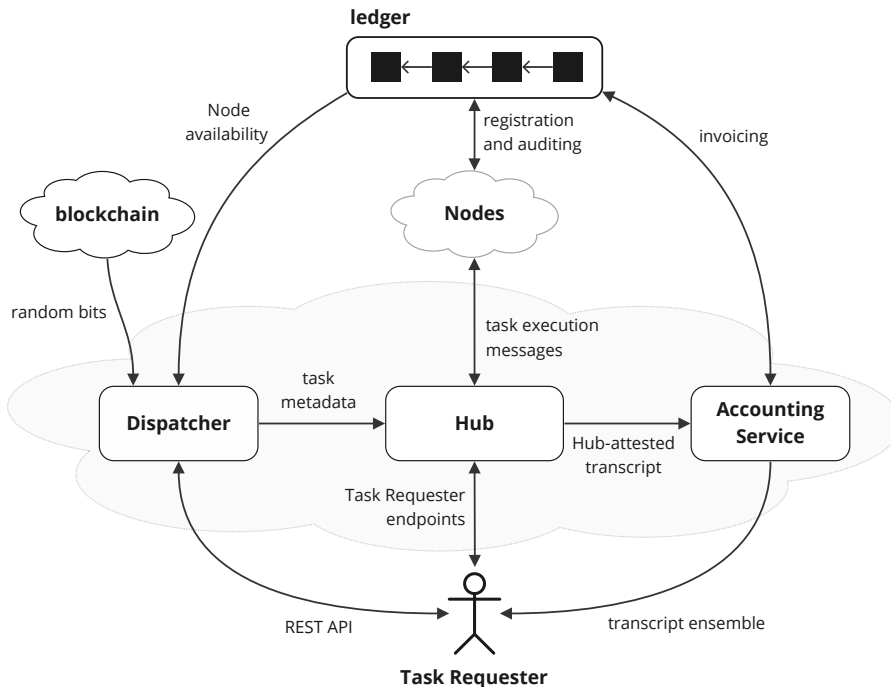 ledger
Node
availability
registration
and auditing
invoicing
blockchain
Nodes
random bits
task execution
messages
task
metadata
Dispatcher
Hub
Accounting
Service
Hub-attested
transcript
Task Requester
endpoints
REST API
transcript ensemble
Task Requester